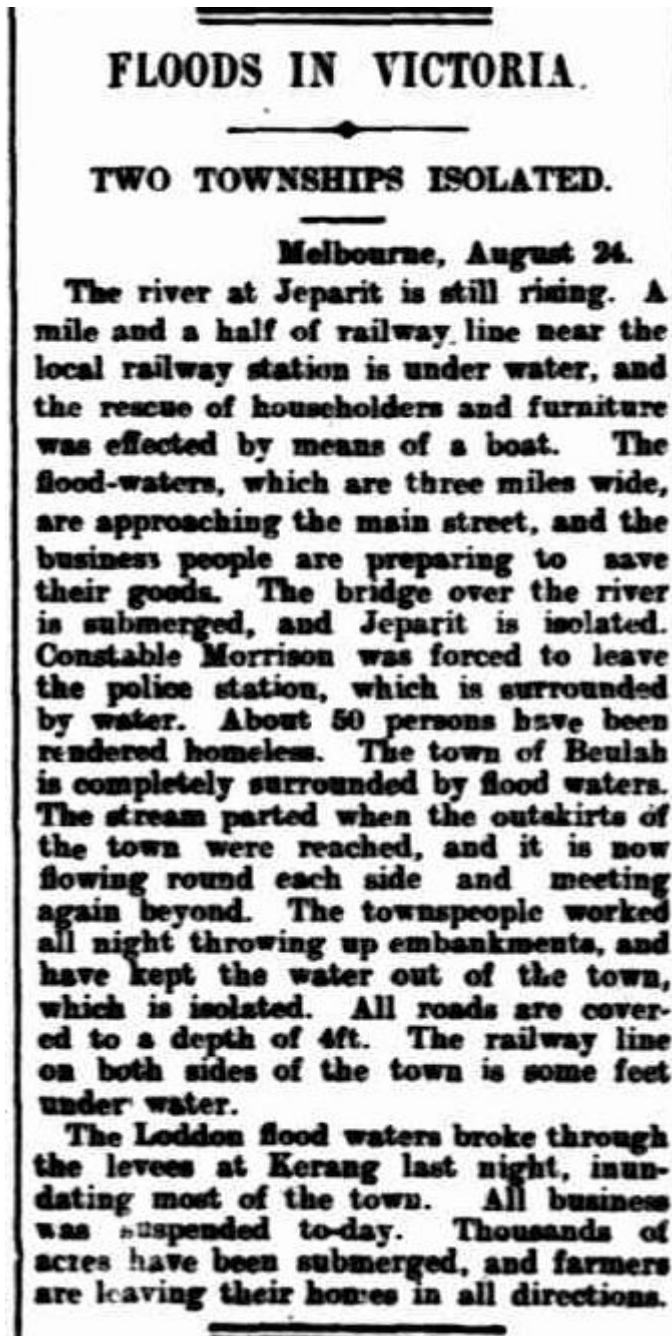 FLOODS IN VICTORIA.
TWO TOWNSHIPS ISOLATED.
Melbourne, August 24.
The river at Jeparit is still rising. A
mile and a half of railway line near the
local railway station is under water, and
the rescue of householders and furniture
was effected by means of a boat. The
flood-waters, which are three miles wide,
are approaching the main street, and the
business people are preparing to save
their goods. The bridge over the river
is submerged, and Jeparit is isolated.
Constable Morrison was forced to leave
the police station, which is surrounded
by water. About 50 persons have been
rendered homeless. The town of Beulah
is completely surrounded by flood waters.
The stream parted when the outskirts of
the town were reached, and it is now
flowing round each side and meeting
again beyond. The townspeople worked
all night throwing up embankments, and
have kept the water out of the town,
which is isolated. All roads are cover-
ed to a depth of 4ft. The railway line
on both sides of the town is some feet
under water.
The Loddon flood waters broke through
the levees at Kerang last night, inun-
dating most of the town. All business
was suspended to-day. Thousands of
acres have been submerged, and farmers
are leaving their homes in all directions.